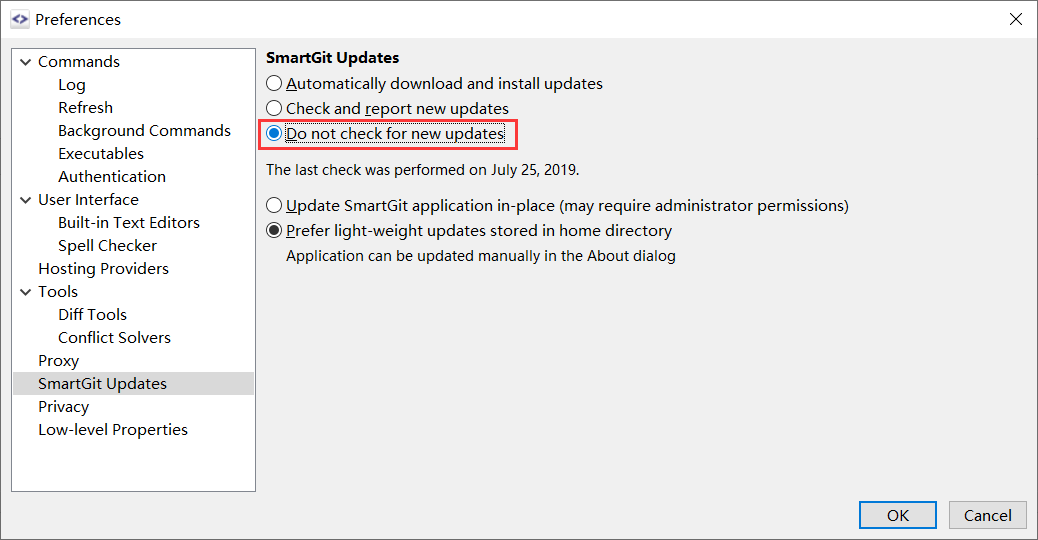 Preferences
Commands
Log
Refresh
Background Commands
Executables
Authentication
User Interface
Built-in Text Editors
Spell Checker
Hosting Providers
Tools
Diff Tools
Conflict Solvers
Proxy
SmartGit Updates
Privacy
Low-level Properties
SmartGit Updates
Automatically download and install updates
Check and report new updates
Do not check for new updates
The last check was performed on July 25, 2019.
Update SmartGit application in-place (may require administrator permissions)
Prefer light-weight updates stored in home directory
Application can be updated manually in the About dialog
OK
Cancel